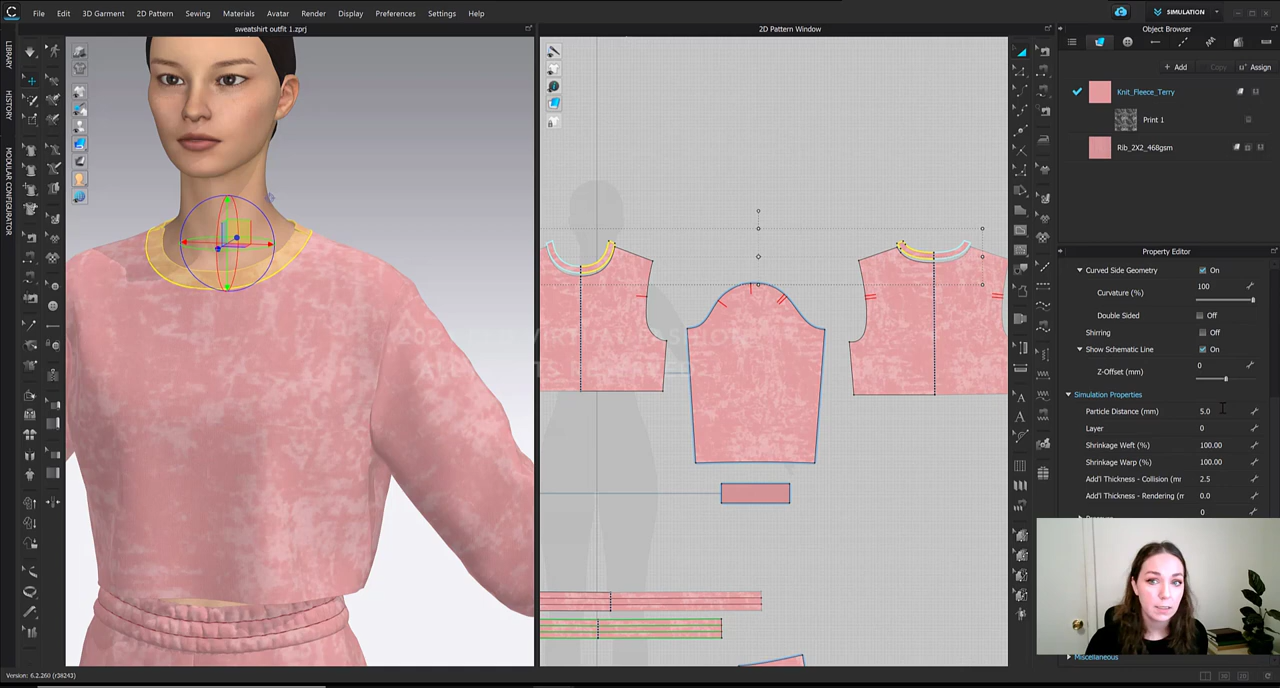 File Edit 3D Garment 2D Pattern Sewing Materials Avatar Render Display Preferences Settings Help
SIMULATION
sweatshirt outfit 1.zprj
2D Pattern Window
Object Browser
LIBRARY
HISTORY
MODULAR CONFIGURATOR
+ Add
Copy
Assign
Knit_Fleece_Terry
Print 1
Rib_2X2_468gsm
Property Editor
Curved Side Geometry On
Curvature (%) 100
Double Sided Off
Shirring Off
Show Schematic Line On
Z-Offset (mm) 0
Simulation Properties
Particle Distance (mm) 5.0
Layer 0
Shrinkage Weft (%) 100.00
Shrinkage Warp (%) 100.00
Add'l Thickness - Collision (m 2.5
Add'l Thickness - Rendering (r 0.0
0
Miscellaneous
Version: 6.2.260 (r38243)
3D
2D